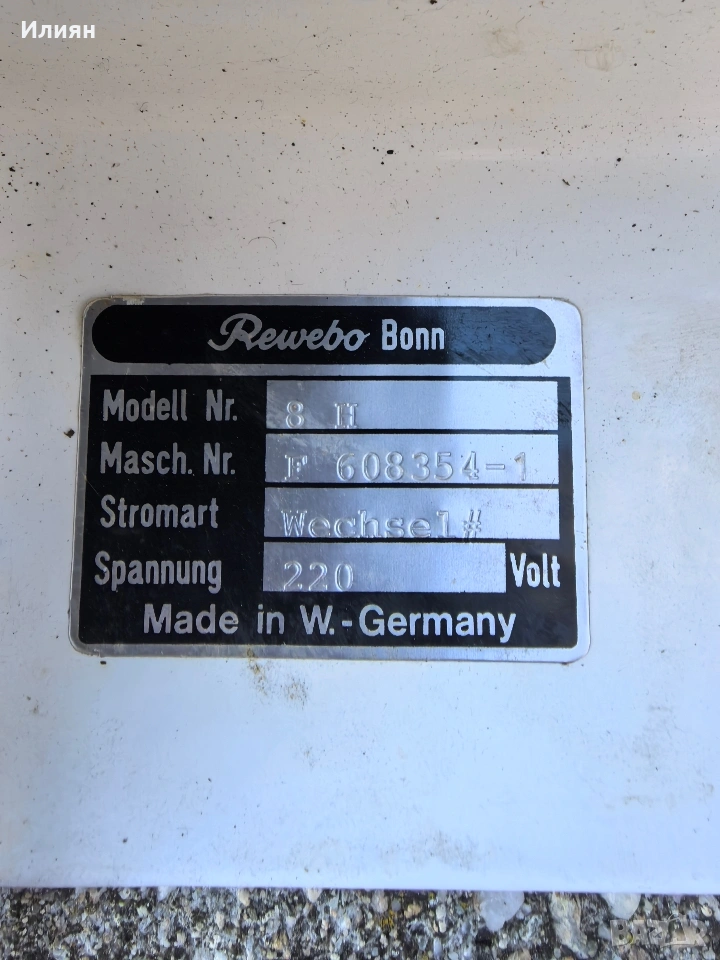 Илиян
Rewebo Bonn
Modell Nr. 8 H
Masch. Nr. F 608354-1
Stromart Wechsel#
Spannung 220 Volt
Made in W.-Germany